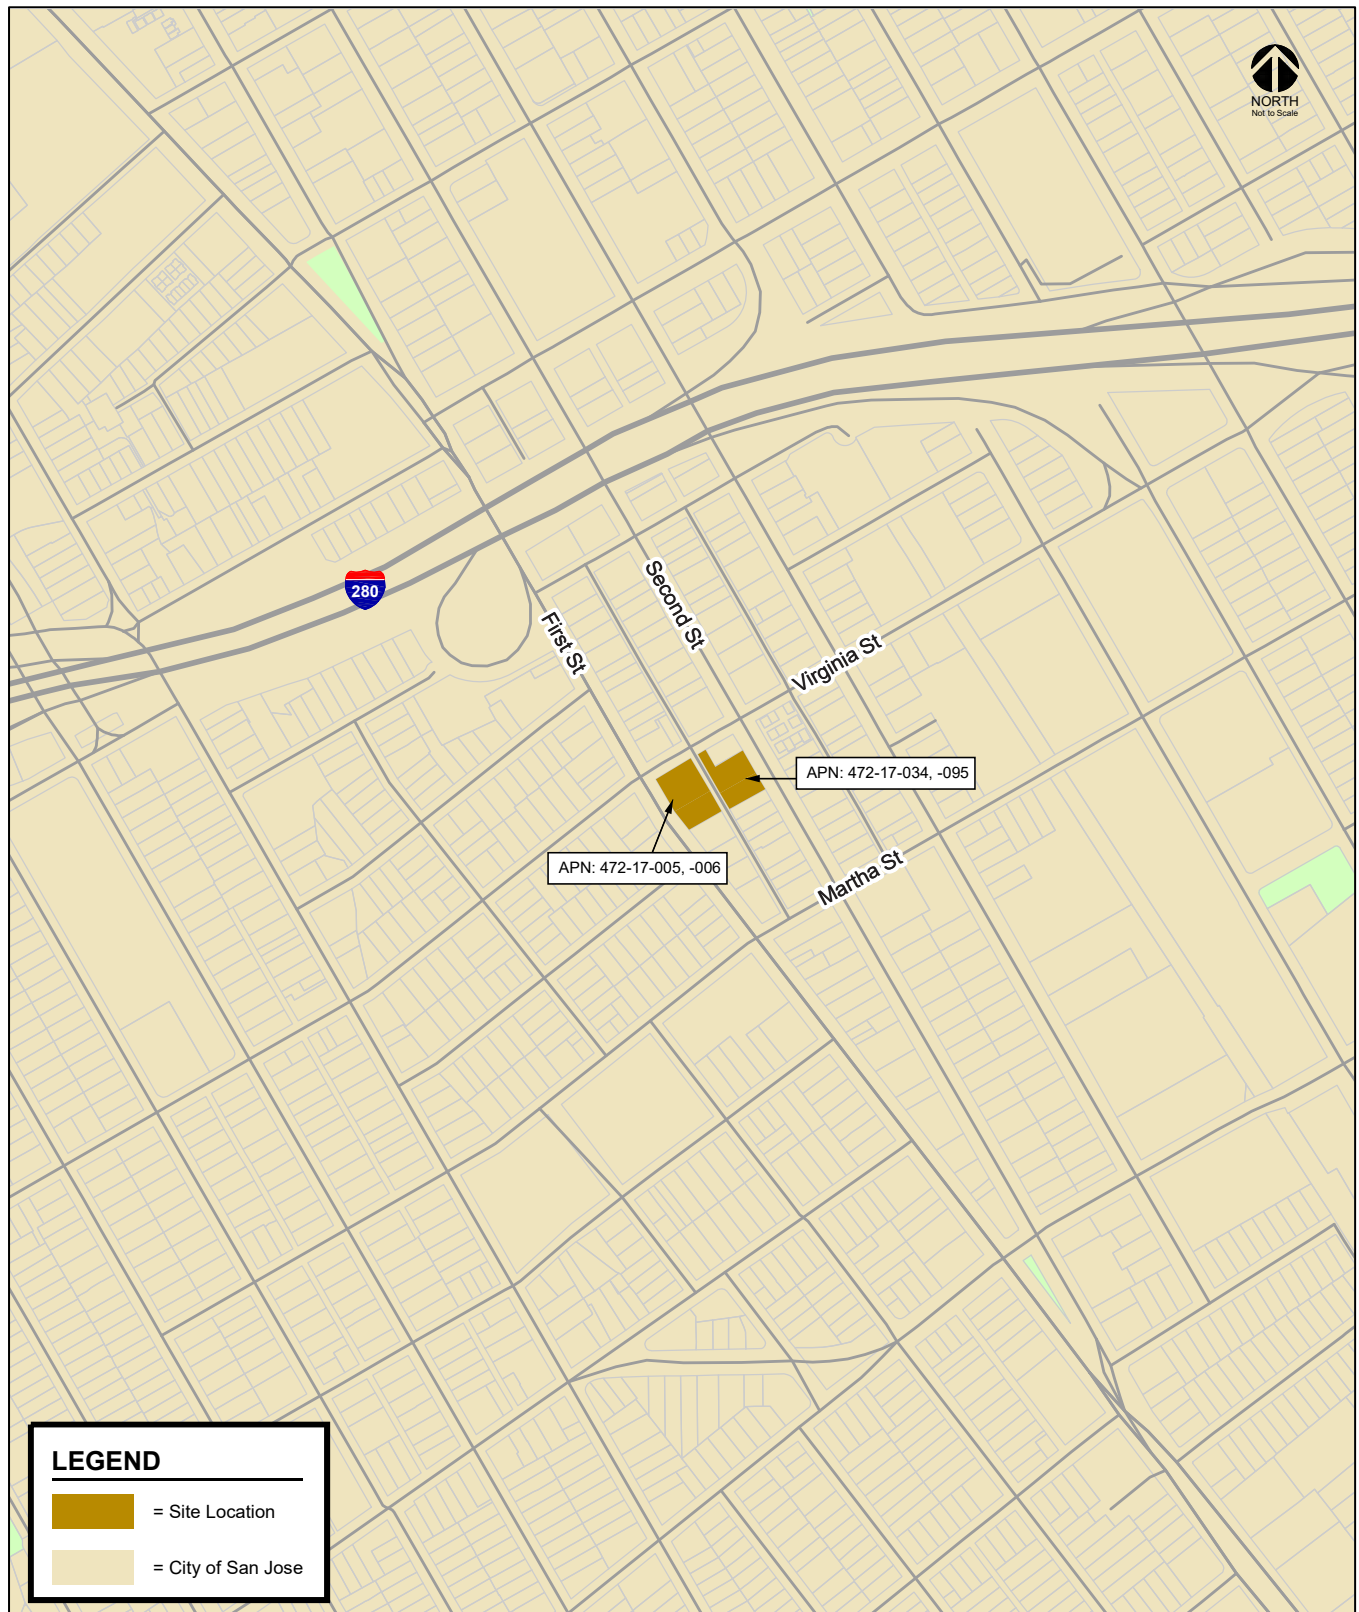 NORTH
Not to Scale
280
First St
Second St
Virginia St
APN: 472-17-034, -095
APN: 472-17-005, -006
Martha St
LEGEND
= Site Location
= City of San Jose